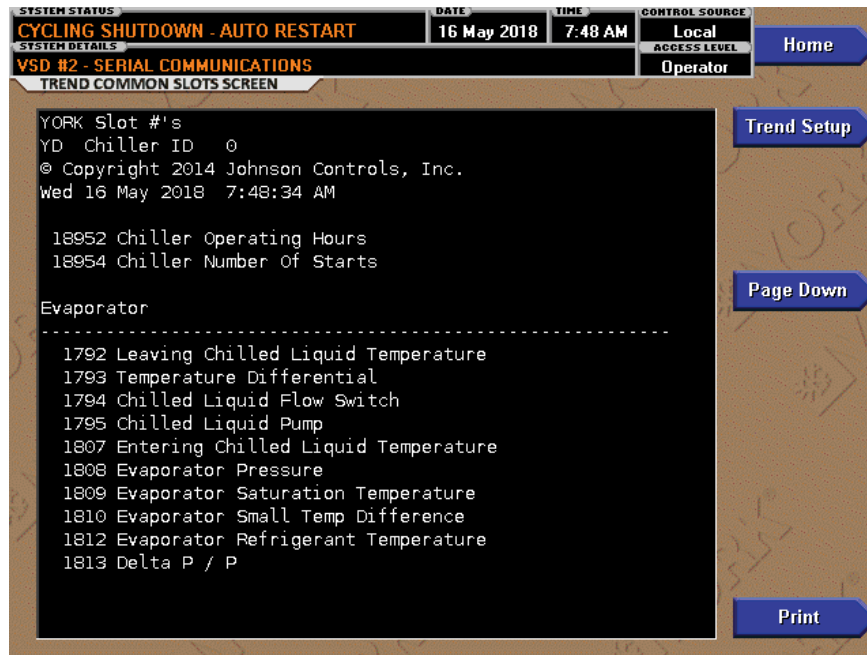 SYSTEM STATUS
CYCLING SHUTDOWN - AUTO RESTART
DATE
16 May 2018
TIME
7:48 AM
CONTROL SOURCE
Local
SYSTEM DETAILS
VSD #2 - SERIAL COMMUNICATIONS
ACCESS LEVEL
Operator
Home
TREND COMMON SLOTS SCREEN
YORK Slot #'s
YD Chiller ID 0
© Copyright 2014 Johnson Controls, Inc.
Wed 16 May 2018 7:48:34 AM
18952 Chiller Operating Hours
18954 Chiller Number Of Starts
Evaporator
----------------------------------------------------------
1792 Leaving Chilled Liquid Temperature
1793 Temperature Differential
1794 Chilled Liquid Flow Switch
1795 Chilled Liquid Pump
1807 Entering Chilled Liquid Temperature
1808 Evaporator Pressure
1809 Evaporator Saturation Temperature
1810 Evaporator Small Temp Difference
1812 Evaporator Refrigerant Temperature
1813 Delta P / P
Trend Setup
Page Down
Print